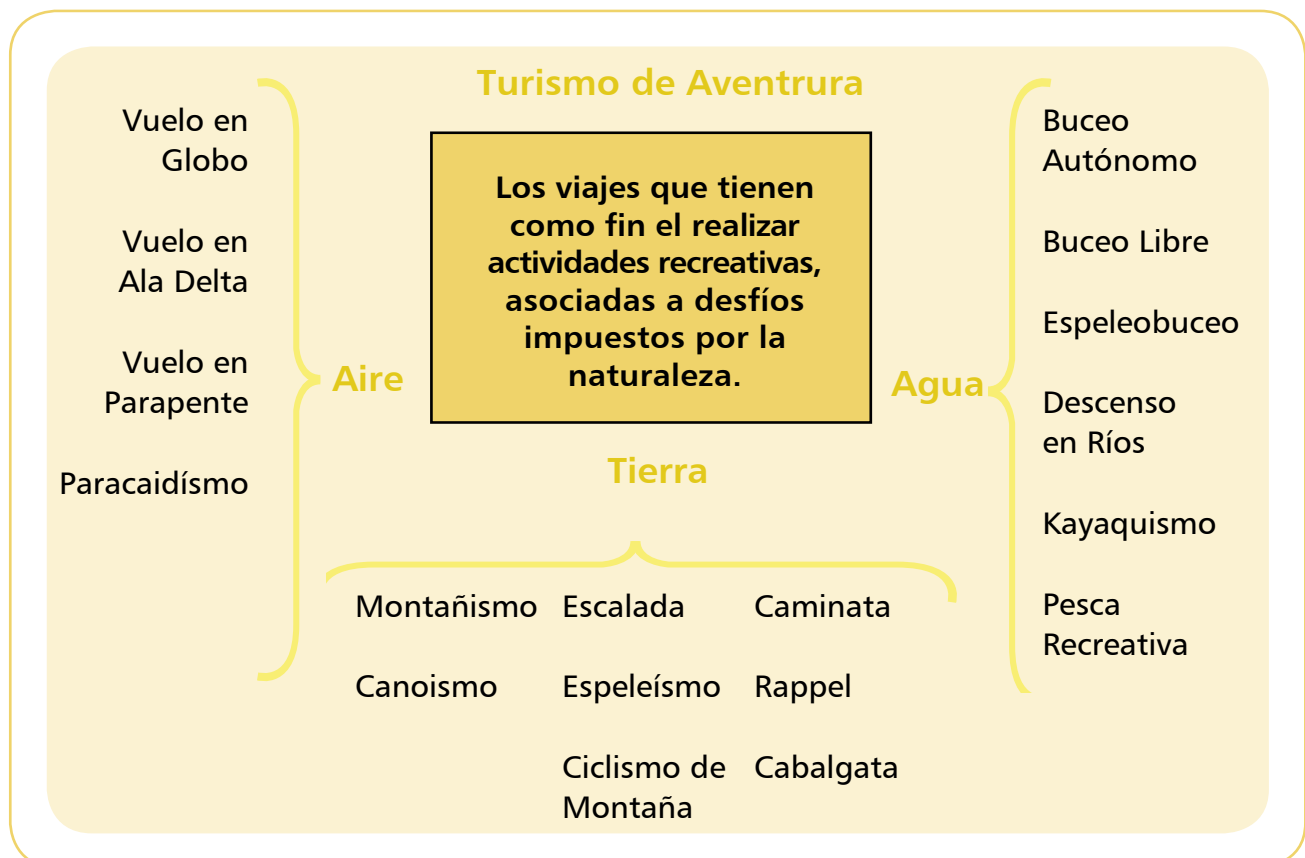 Turismo de Aventrura
Vuelo en
Globo
Vuelo en
Ala Delta
Vuelo en
Parapente
Paracaidísmo
Aire
Los viajes que tienen
como fin el realizar
actividades recreativas,
asociadas a desfíos
impuestos por la
naturaleza.
Agua
Buceo
Autónomo
Buceo Libre
Espeleobuceo
Descenso
en Ríos
Kayaquismo
Pesca
Recreativa
Tierra
Montañismo Escalada Caminata
Canoismo Espeleísmo Rappel
Ciclismo de Cabalgata
Montaña